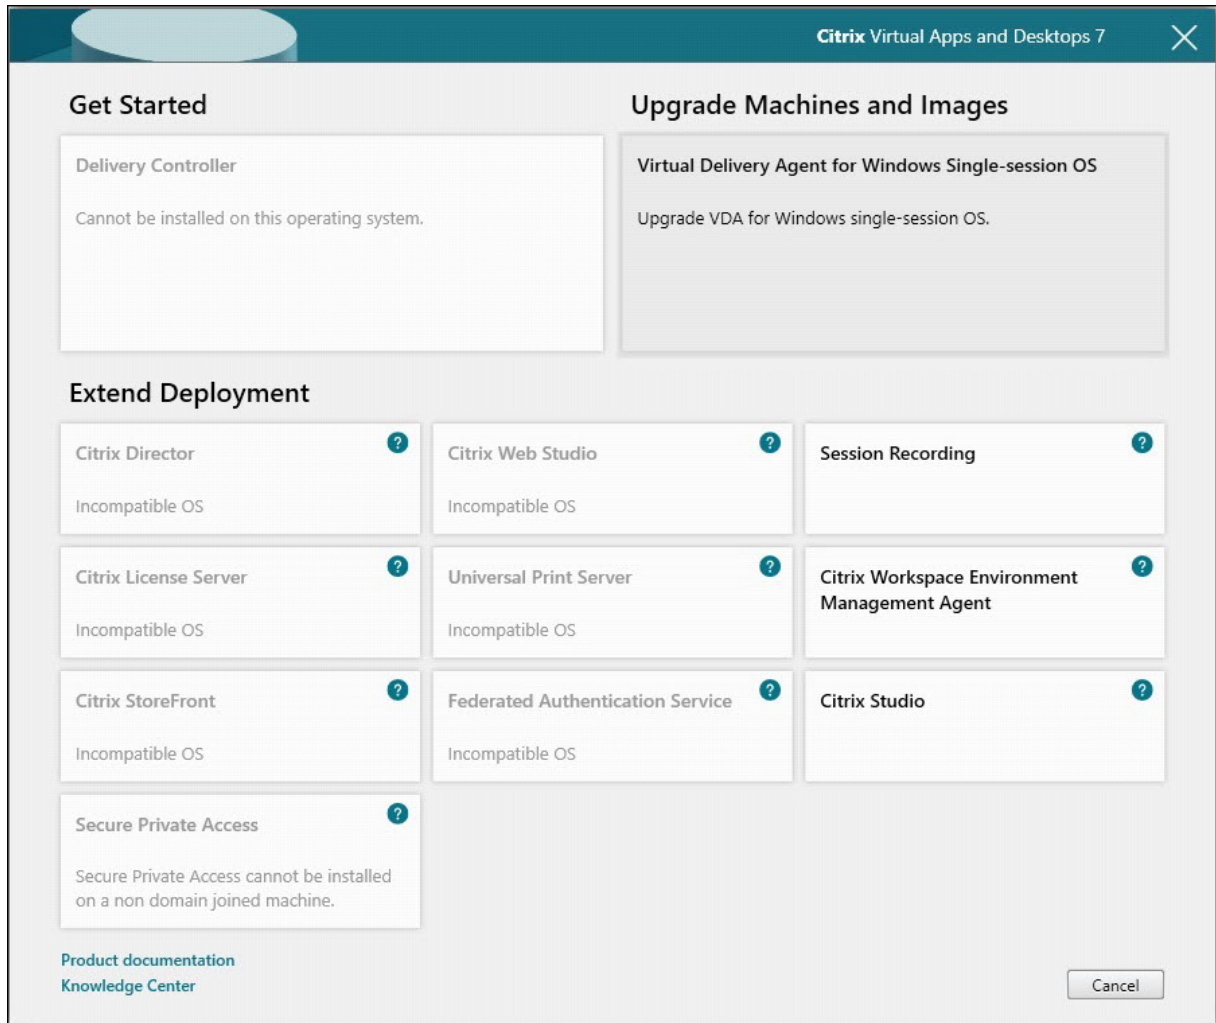 Citrix Virtual Apps and Desktops 7
Get Started
Upgrade Machines and Images
Delivery Controller
Cannot be installed on this operating system.
Virtual Delivery Agent for Windows Single-session OS
Upgrade VDA for Windows single-session OS.
Extend Deployment
Citrix Director
?
Incompatible OS
Citrix Web Studio
?
Incompatible OS
Session Recording
?
Citrix License Server
?
Incompatible OS
Universal Print Server
?
Incompatible OS
Citrix Workspace Environment
Management Agent
?
Citrix StoreFront
?
Incompatible OS
Federated Authentication Service
?
Incompatible OS
Citrix Studio
?
Secure Private Access
?
Secure Private Access cannot be installed
on a non domain joined machine.
Product documentation
Knowledge Center
Cancel